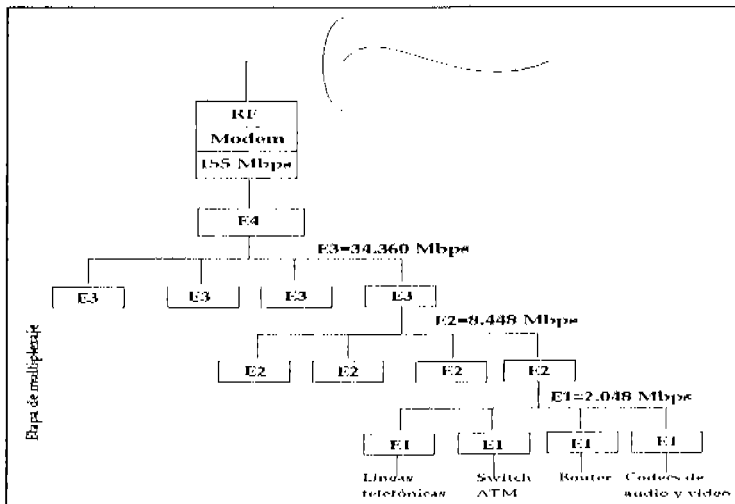 RF
Modem
155 Mbps
E4
E3=34.360 Mbps
E3 E3 E3 E3
E2=8.448 Mbps
E2 E2 E2 E2
E1=2.048 Mbps
E1 E1 E1 E1
Líneas telefónicas
Switch ATM
Router
Codecs de audio y video
Etapa de multiplexaje